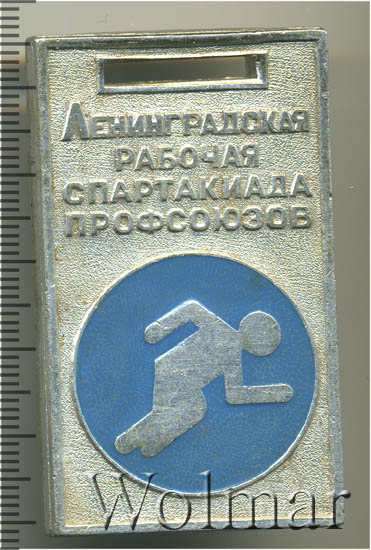 Ленинградская
рабочая
спартакиада
профсоюзов
Wolmar